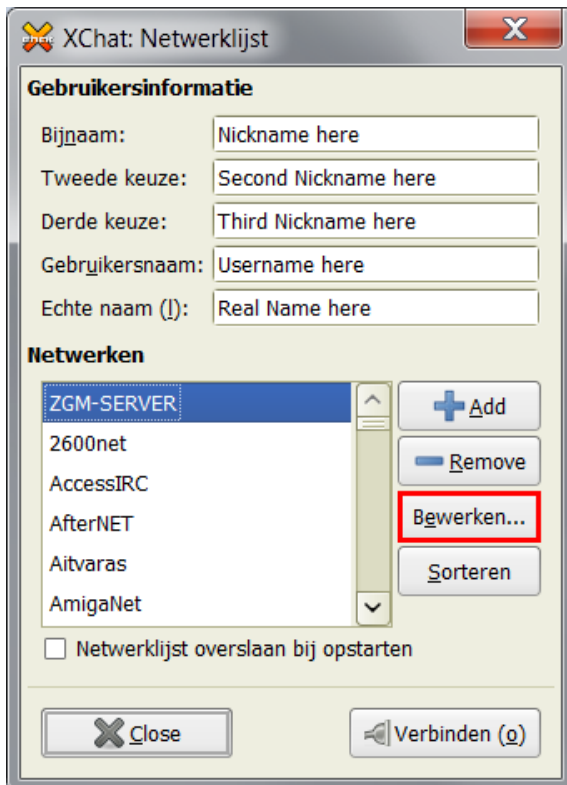 XChat: Netwerklijst
Gebruikersinformatie
Bijnaam: Nickname here
Tweede keuze: Second Nickname here
Derde keuze: Third Nickname here
Gebruikersnaam: Username here
Echte naam (l): Real Name here
Netwerken
ZGM-SERVER
Add
2600net
Remove
AccessIRC
AfterNET
Bewerken...
Aitvaras
Sorteren
AmigaNet
Netwerklijst overslaan bij opstarten
Close
Verbinden (o)